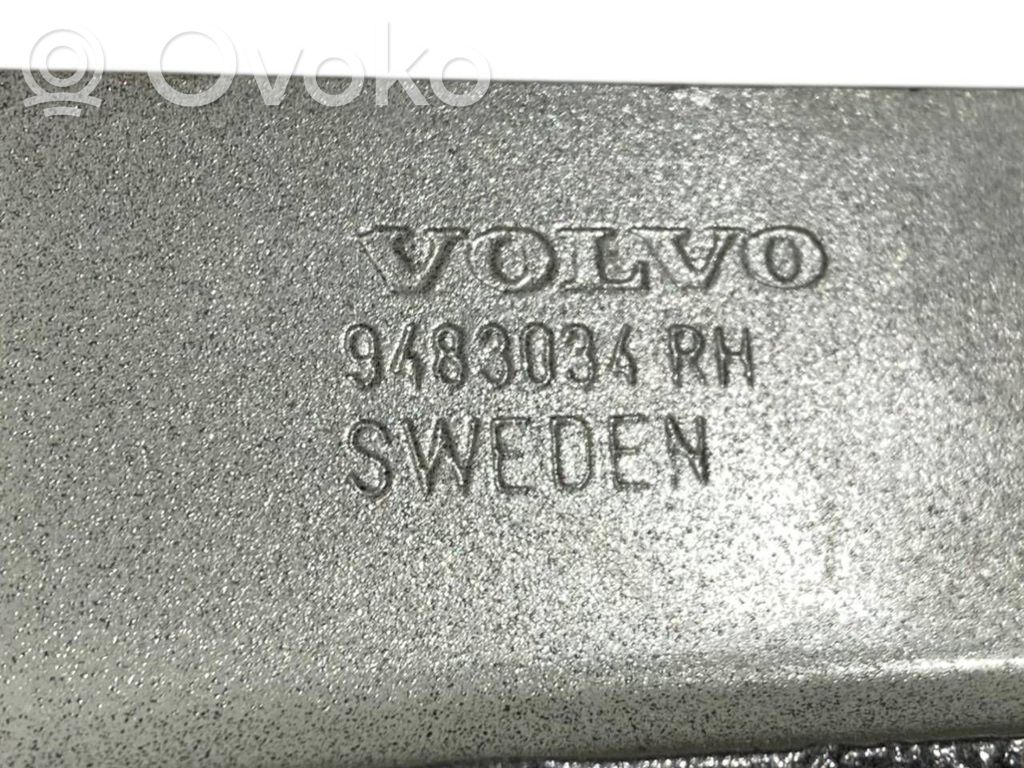 Ovoko
VOLVO
9483034 RH
SWEDEN